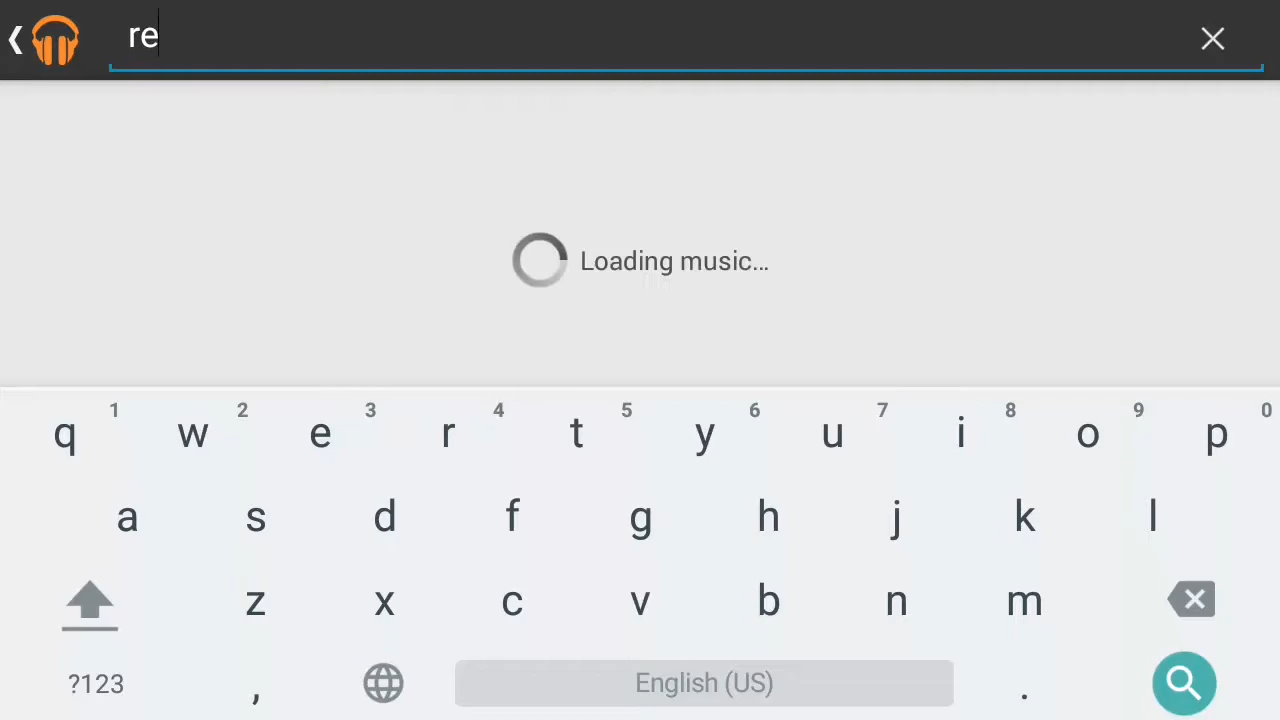 re
Loading music...
1 2 3 4 5 6 7 8 9 0
q w e r t y u i o p
a s d f g h j k l
z x c v b n m
?123 , English (US) .